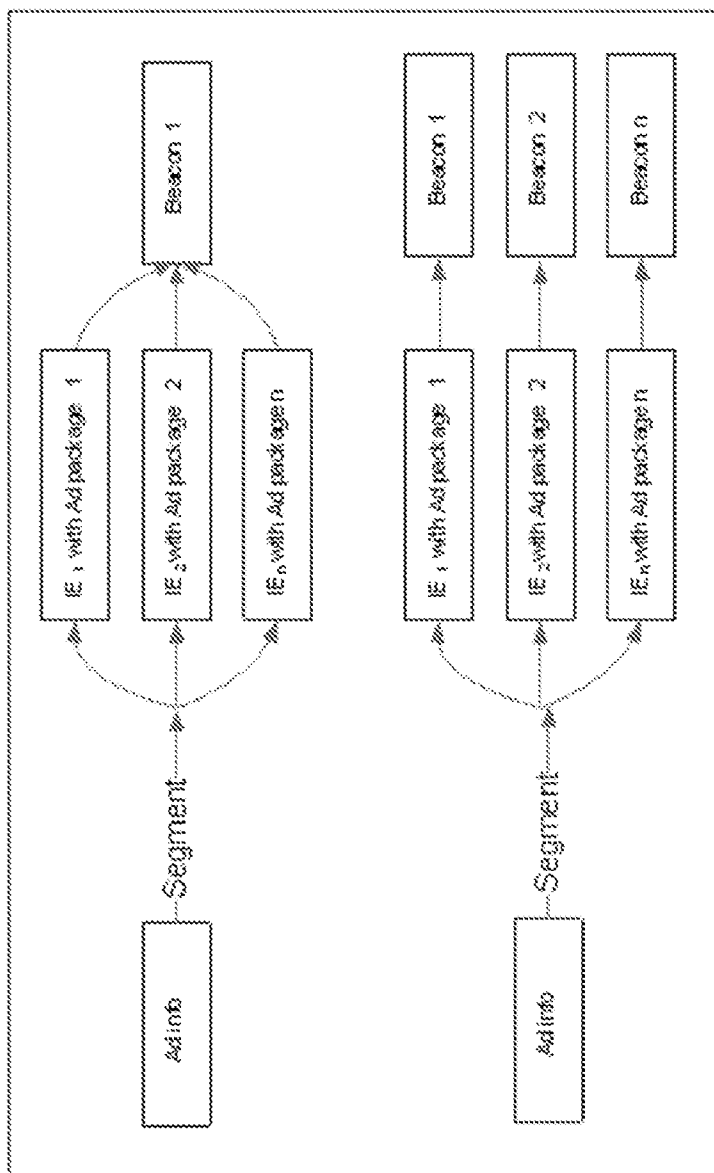 Ad info
Segment
IE₁ with Ad package 1
IE₂ with Ad package 2
IEₙ with Ad package n
Beacon 1
Ad info
Segment
IE₁ with Ad package 1
IE₂ with Ad package 2
IEₙ with Ad package n
Beacon 1
Beacon 2
Beacon n